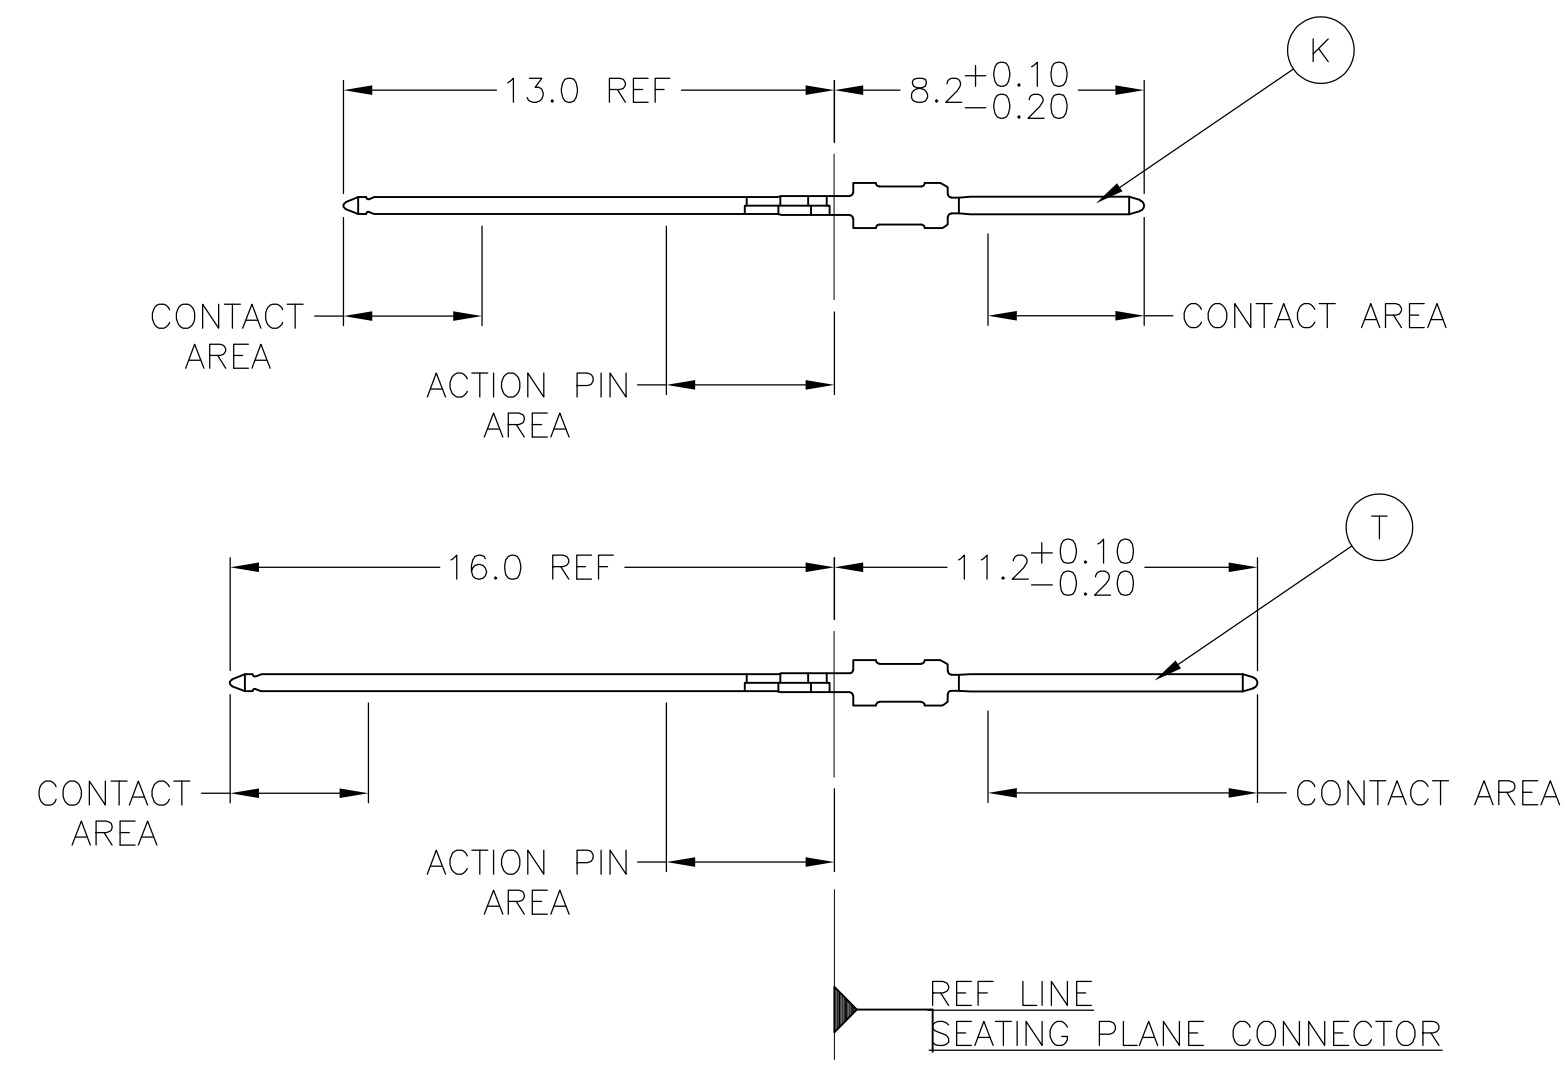 K
13.0 REF
8.2 +0.10
-0.20
CONTACT
AREA
CONTACT AREA
ACTION PIN
AREA
T
16.0 REF
11.2 +0.10
-0.20
CONTACT
AREA
CONTACT AREA
ACTION PIN
AREA
REF LINE
SEATING PLANE CONNECTOR